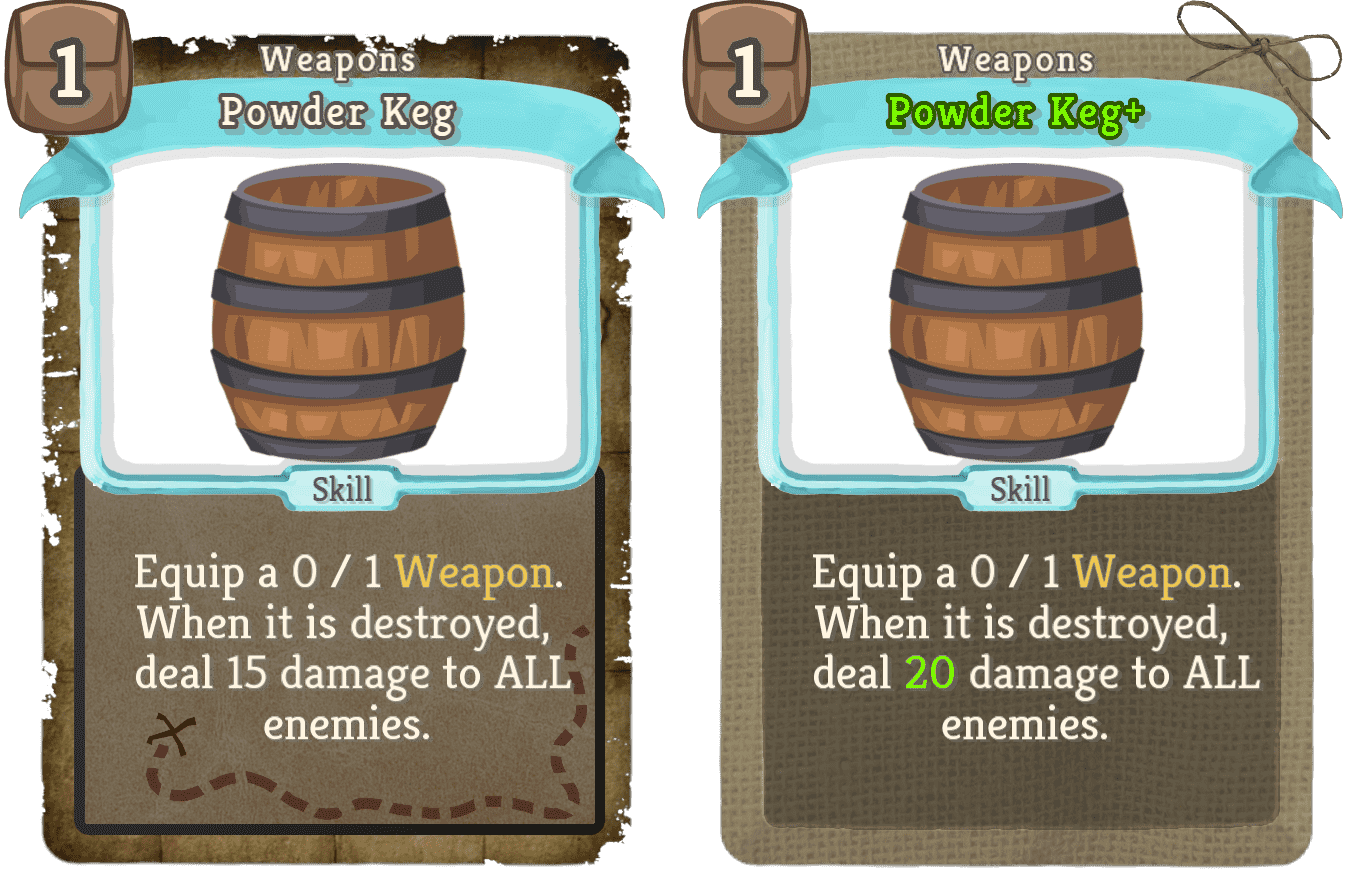 1
Weapons
Powder Keg
Skill
Equip a 0 / 1 Weapon.
When it is destroyed,
deal 15 damage to ALL
enemies.
1
Weapons
Powder Keg+
Skill
Equip a 0 / 1 Weapon.
When it is destroyed,
deal 20 damage to ALL
enemies.